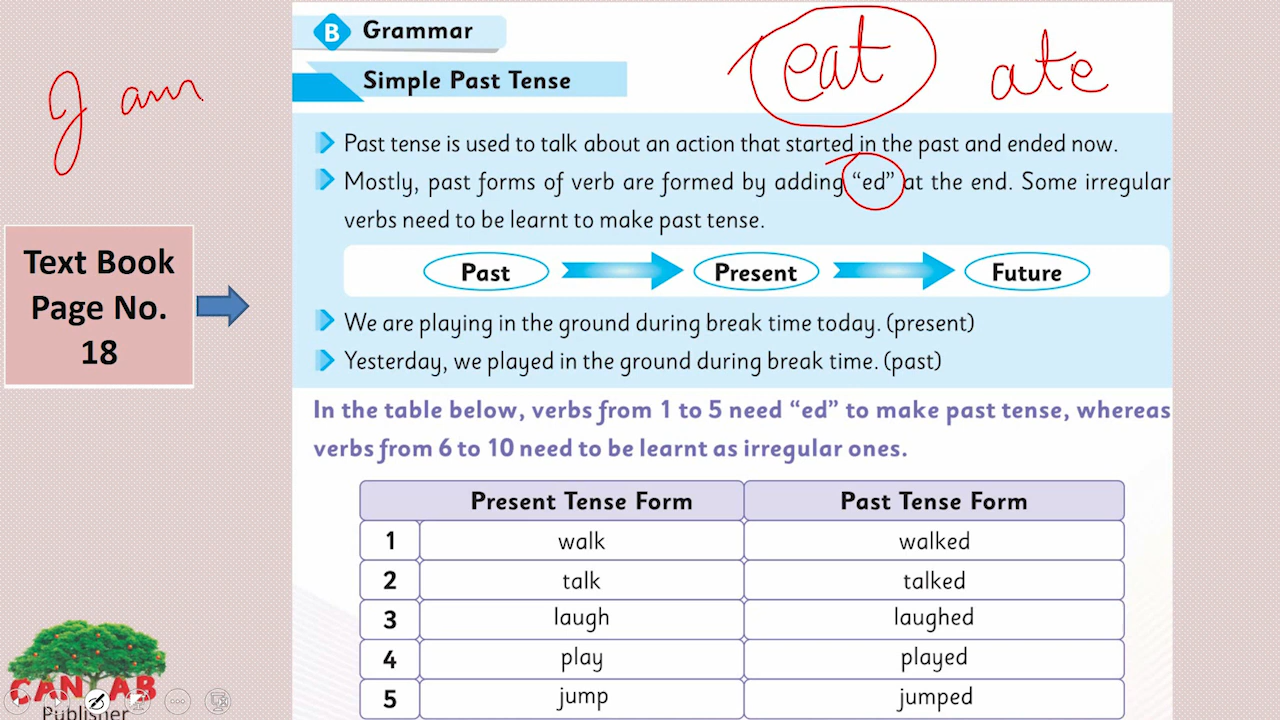 B Grammar
eat ate
I am
Simple Past Tense
Past tense is used to talk about an action that started in the past and ended now.
Mostly, past forms of verb are formed by adding “ed” at the end. Some irregular
verbs need to be learnt to make past tense.
Past Present Future
We are playing in the ground during break time today. (present)
Yesterday, we played in the ground during break time. (past)
Text Book
Page No.
18
In the table below, verbs from 1 to 5 need “ed” to make past tense, whereas
verbs from 6 to 10 need to be learnt as irregular ones.
Present Tense Form Past Tense Form
1 walk walked
2 talk talked
3 laugh laughed
4 play played
5 jump jumped
CANTAB
Publisher